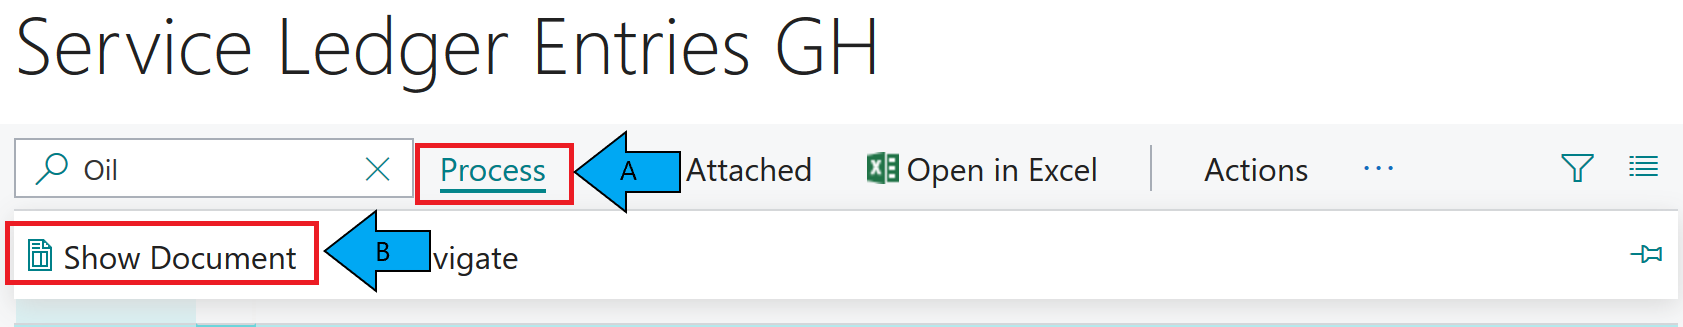 Service Ledger Entries GH
Oil Process A Attached Open in Excel Actions ...
Show Document B vigate